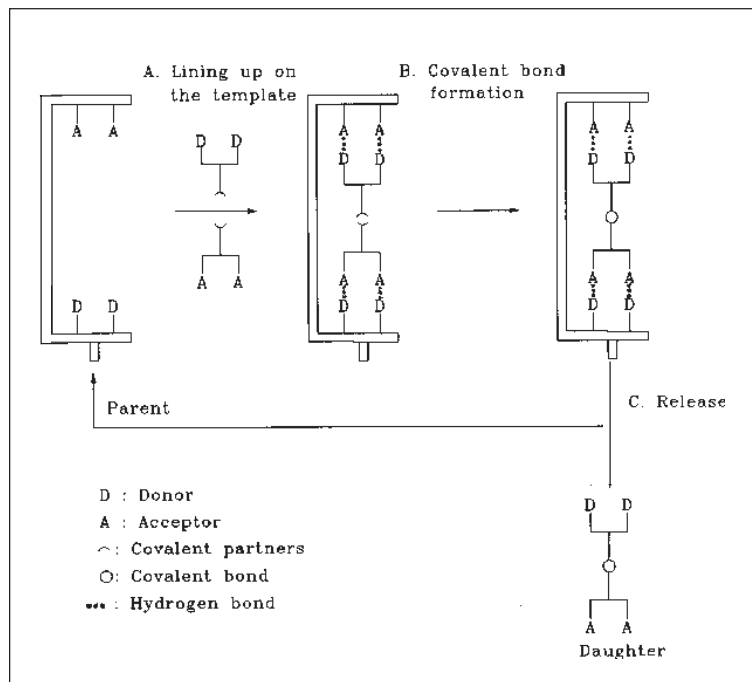 A. Lining up on
the template
B. Covalent bond
formation
A A
D D
A A
D D
A A
D D
A A
D D
D D
A A
D D
A A
D D
Parent
C. Release
D : Donor
A : Acceptor
: Covalent partners
: Covalent bond
: Hydrogen bond
D D
A A
Daughter